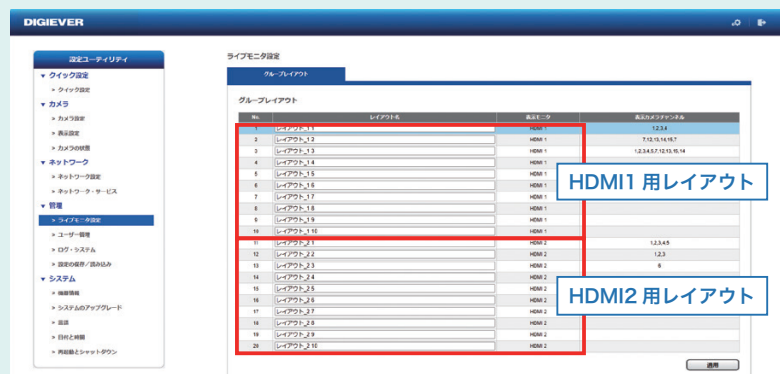 DIGIEVER
設定ユーティリティ
クイック設定
> クイック設定
カメラ
> カメラ設定
> 表示設定
> カメラの状態
ネットワーク
> ネットワーク設定
> ネットワーク・サービス
管理
> ライブモニタ設定
> ユーザー管理
> ログ・システム
> 設定の保存/読み込み
システム
> 機器情報
> システムのアップグレード
> 言語
> 日付と時間
> 再起動とシャットダウン
ライブモニタ設定
グループレイアウト
グループレイアウト
No. レイアウト名 表示モニタ 表示カメラチャンネル
1 レイアウト_1 1 HDMI 1 1,2,3,4
2 レイアウト_1 2 HDMI 1 7,12,13,14,15,7
3 レイアウト_1 3 HDMI 1 1,2,3,4,5,7,12,13,15,14
4 レイアウト_1 4 HDMI 1
5 レイアウト_1 5 HDMI 1
6 レイアウト_1 6 HDMI 1
7 レイアウト_1 7 HDMI 1
8 レイアウト_1 8 HDMI 1
9 レイアウト_1 9 HDMI 1
10 レイアウト_1 10 HDMI 1
11 レイアウト_2 1 HDMI 2 1,2,3,4,5
12 レイアウト_2 2 HDMI 2 1,2,3
13 レイアウト_2 3 HDMI 2 6
14 レイアウト_2 4 HDMI 2
15 レイアウト_2 5 HDMI 2
16 レイアウト_2 6 HDMI 2
17 レイアウト_2 7 HDMI 2
18 レイアウト_2 8 HDMI 2
19 レイアウト_2 9 HDMI 2
20 レイアウト_2 10 HDMI 2
HDMI1 用レイアウト
HDMI2 用レイアウト
適用